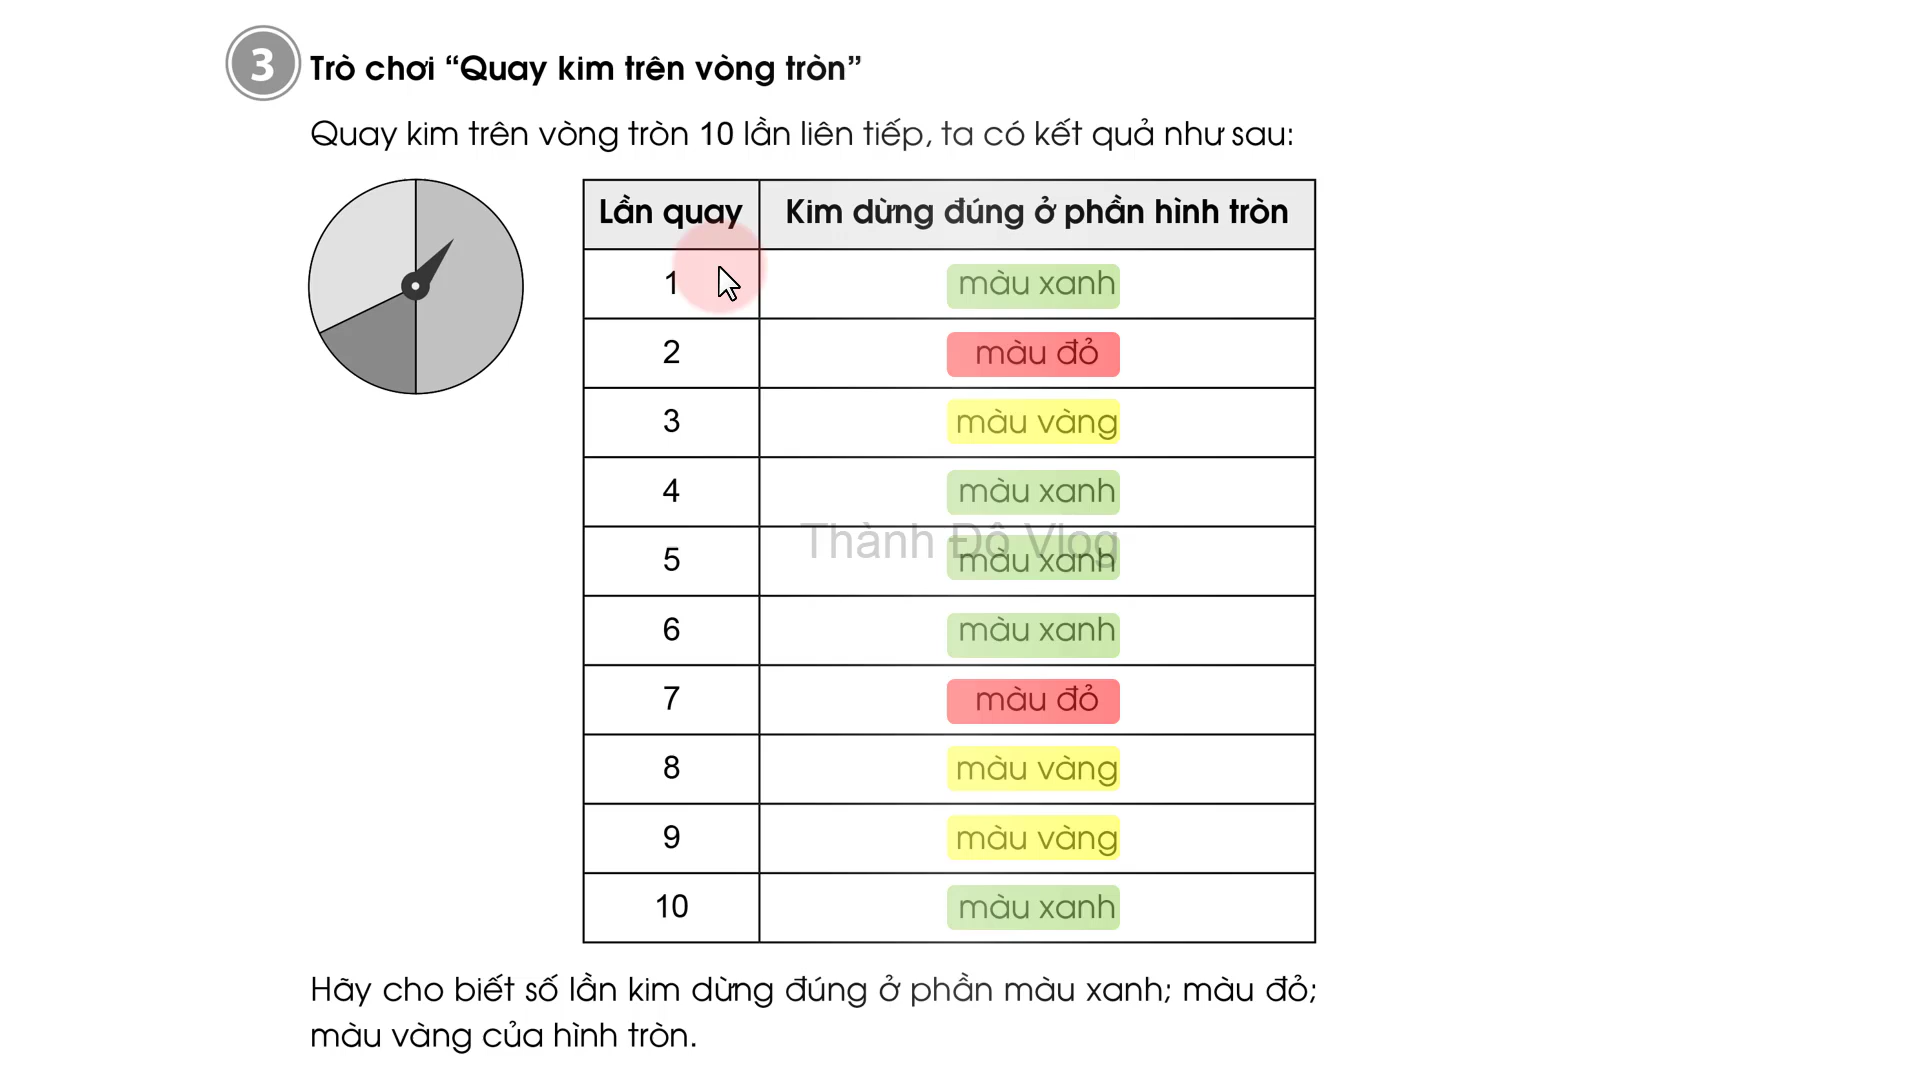 3 Trò chơi “Quay kim trên vòng tròn”
Quay kim trên vòng tròn 10 lần liên tiếp, ta có kết quả như sau:
Lần quay Kim dừng đúng ở phần hình tròn
1 màu xanh
2 màu đỏ
3 màu vàng
4 màu xanh
Thành Đô Vlog
5 màu xanh
6 màu xanh
7 màu đỏ
8 màu vàng
9 màu vàng
10 màu xanh
Hãy cho biết số lần kim dừng đúng ở phần màu xanh; màu đỏ;
màu vàng của hình tròn.